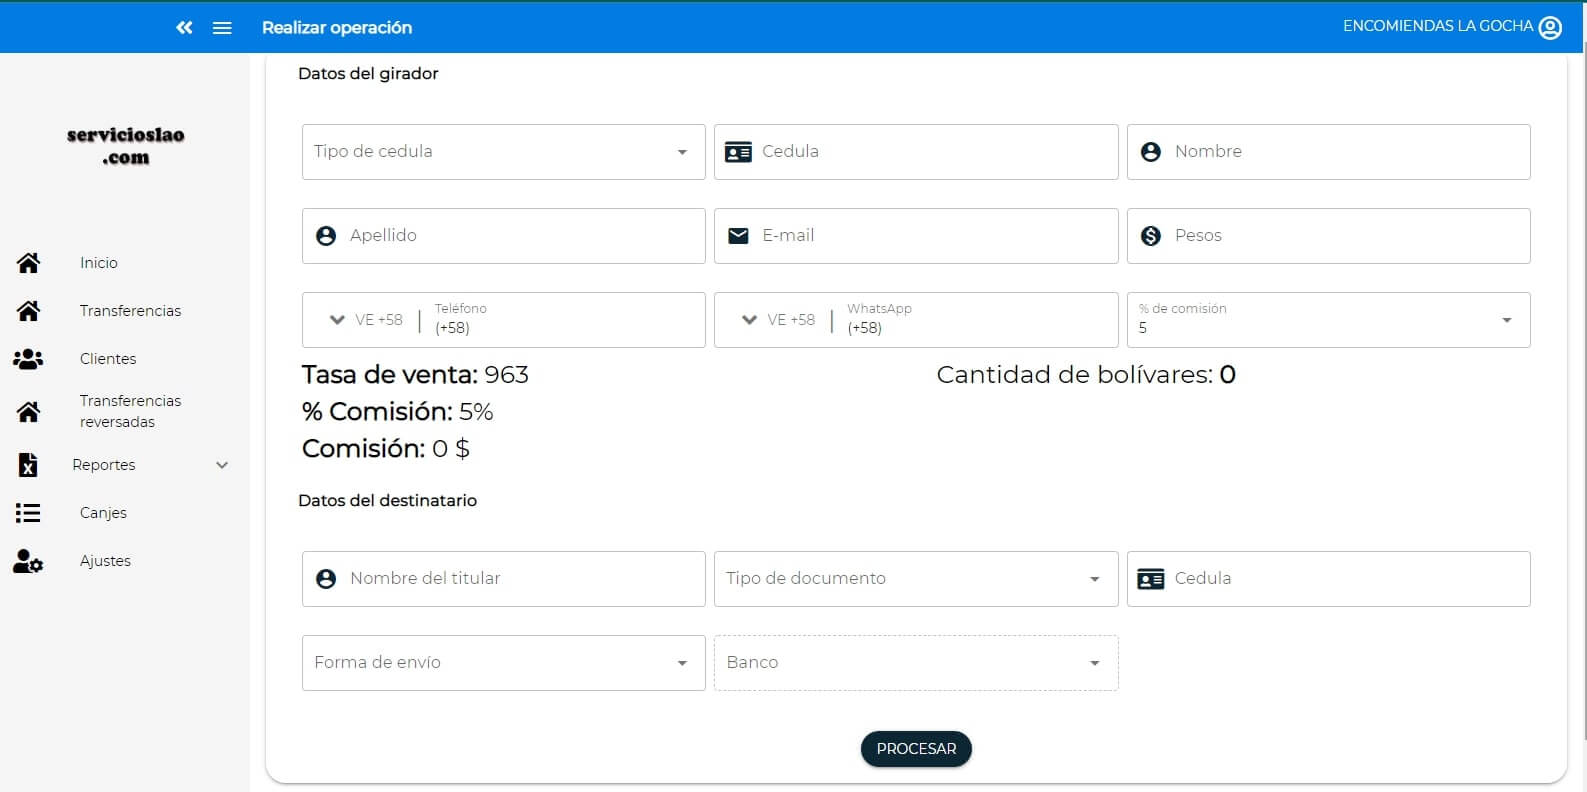 Realizar operación
ENCOMIENDAS LA GOCHA
servicioslao
.com
Inicio
Transferencias
Clientes
Transferencias
reversadas
Reportes
Canjes
Ajustes
Datos del girador
Tipo de cedula
Cedula
Nombre
Apellido
E-mail
Pesos
VE +58
Teléfono
(+58)
VE +58
WhatsApp
(+58)
% de comisión
5
Tasa de venta: 963
Cantidad de bolívares: 0
% Comisión: 5%
Comisión: 0 $
Datos del destinatario
Nombre del titular
Tipo de documento
Cedula
Forma de envío
Banco
PROCESAR